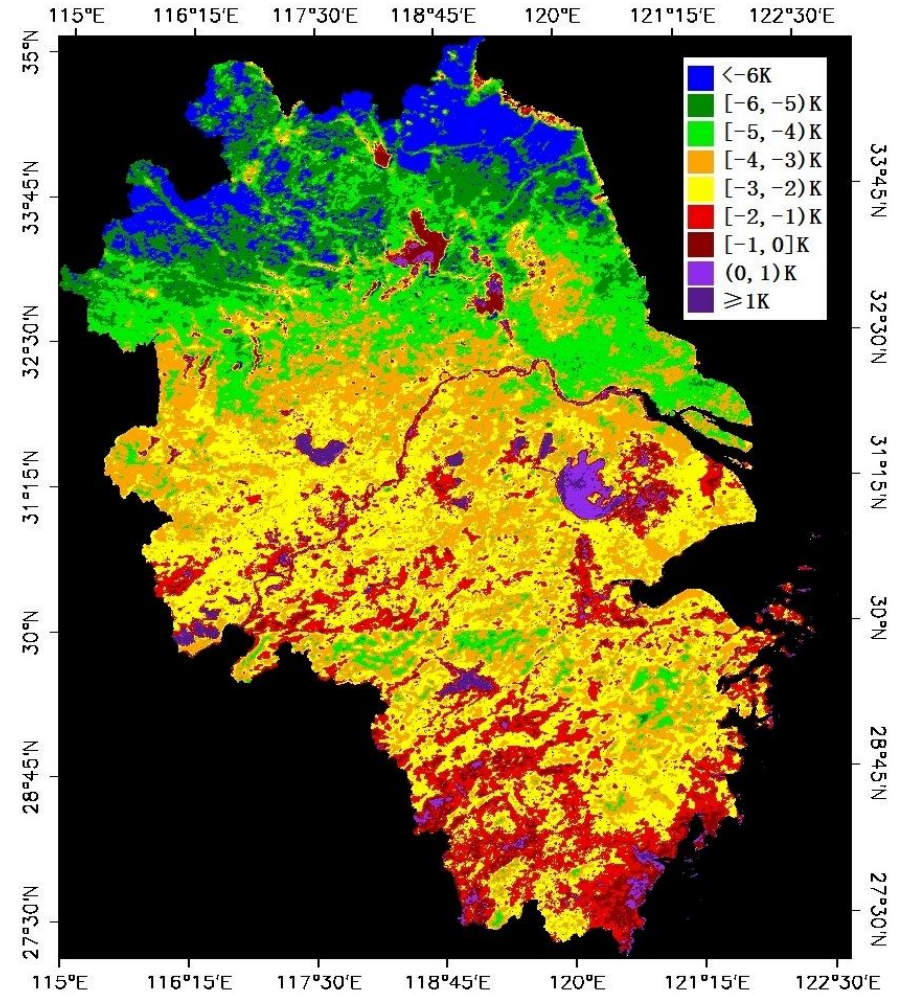 115°E 116°15'E 117°30'E 118°45'E 120°E 121°15'E 122°30'E
35°N
33°45'N
32°30'N
31°15'N
30°N
28°45'N
27°30'N
<-6K
[-6,-5)K
[-5,-4)K
[-4,-3)K
[-3,-2)K
[-2,-1)K
[-1,0]K
(0,1)K
≥1K
33°45'N
32°30'N
31°15'N
30°N
28°45'N
27°30'N
115°E 116°15'E 117°30'E 118°45'E 120°E 121°15'E 122°30'E